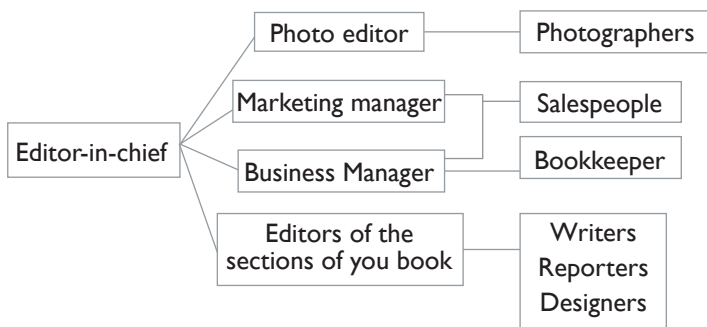 Editor-in-chief
Photo editor
Photographers
Marketing manager
Salespeople
Business Manager
Bookkeeper
Editors of the
sections of you book
Writers
Reporters
Designers